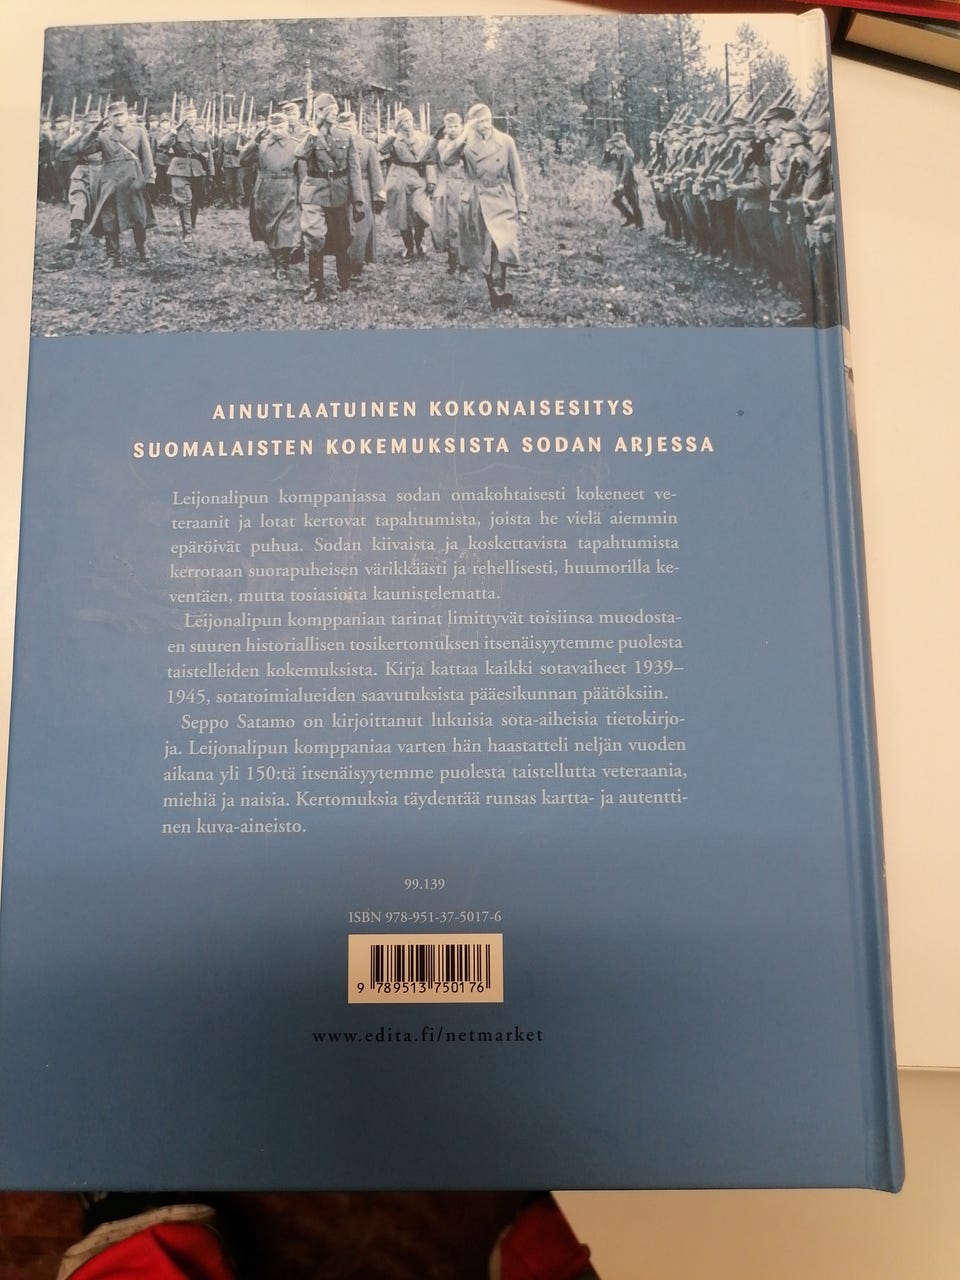 AINUTLAATUINEN KOKONAISESITYS
SUOMALAISTEN KOKEMUKSISTA SODAN ARJESSA
Leijonalipun komppaniassa sodan omakohtaisesti kokeneet ve-
teraanit ja lotat kertovat tapahtumista, joista he vielä aiemmin
epäröivät puhua. Sodan kiivaista ja koskettavista tapahtumista
kerrotaan suorapuheisen värikkäästi ja rehellisesti, huumorilla ke-
ventäen, mutta tosiasioita kaunistelematta.
Leijonalipun komppanian tarinat limittyvät toisiinsa muodosta-
en suuren historiallisen tosikertomuksen itsenäisyytemme puolesta
taistelleiden kokemuksista. Kirja kattaa kaikki sotavaiheet 1939–
1945, sotatoimialueiden saavutuksista pääesikunnan päätöksiin.
Seppo Satamo on kirjoittanut lukuisia sota-aiheisia tietokirjo-
ja. Leijonalipun komppaniaa varten hän haastatteli neljän vuoden
aikana yli 150:tä itsenäisyytemme puolesta taistellutta veteraania,
miehiä ja naisia. Kertomuksia täydentää runsas kartta- ja autentti-
nen kuva-aineisto.
99.139
ISBN 978-951-37-5017-6
9 789513 750176
www.edita.fi/netmarket